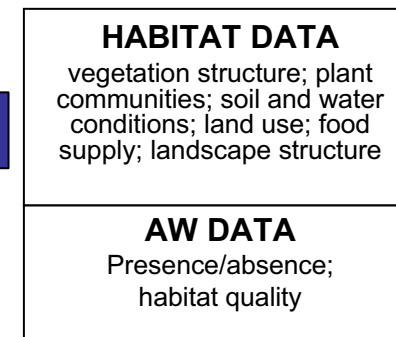 HABITAT DATA
vegetation structure; plant
communities; soil and water
conditions; land use; food
supply; landscape structure
AW DATA
Presence/absence;
habitat quality